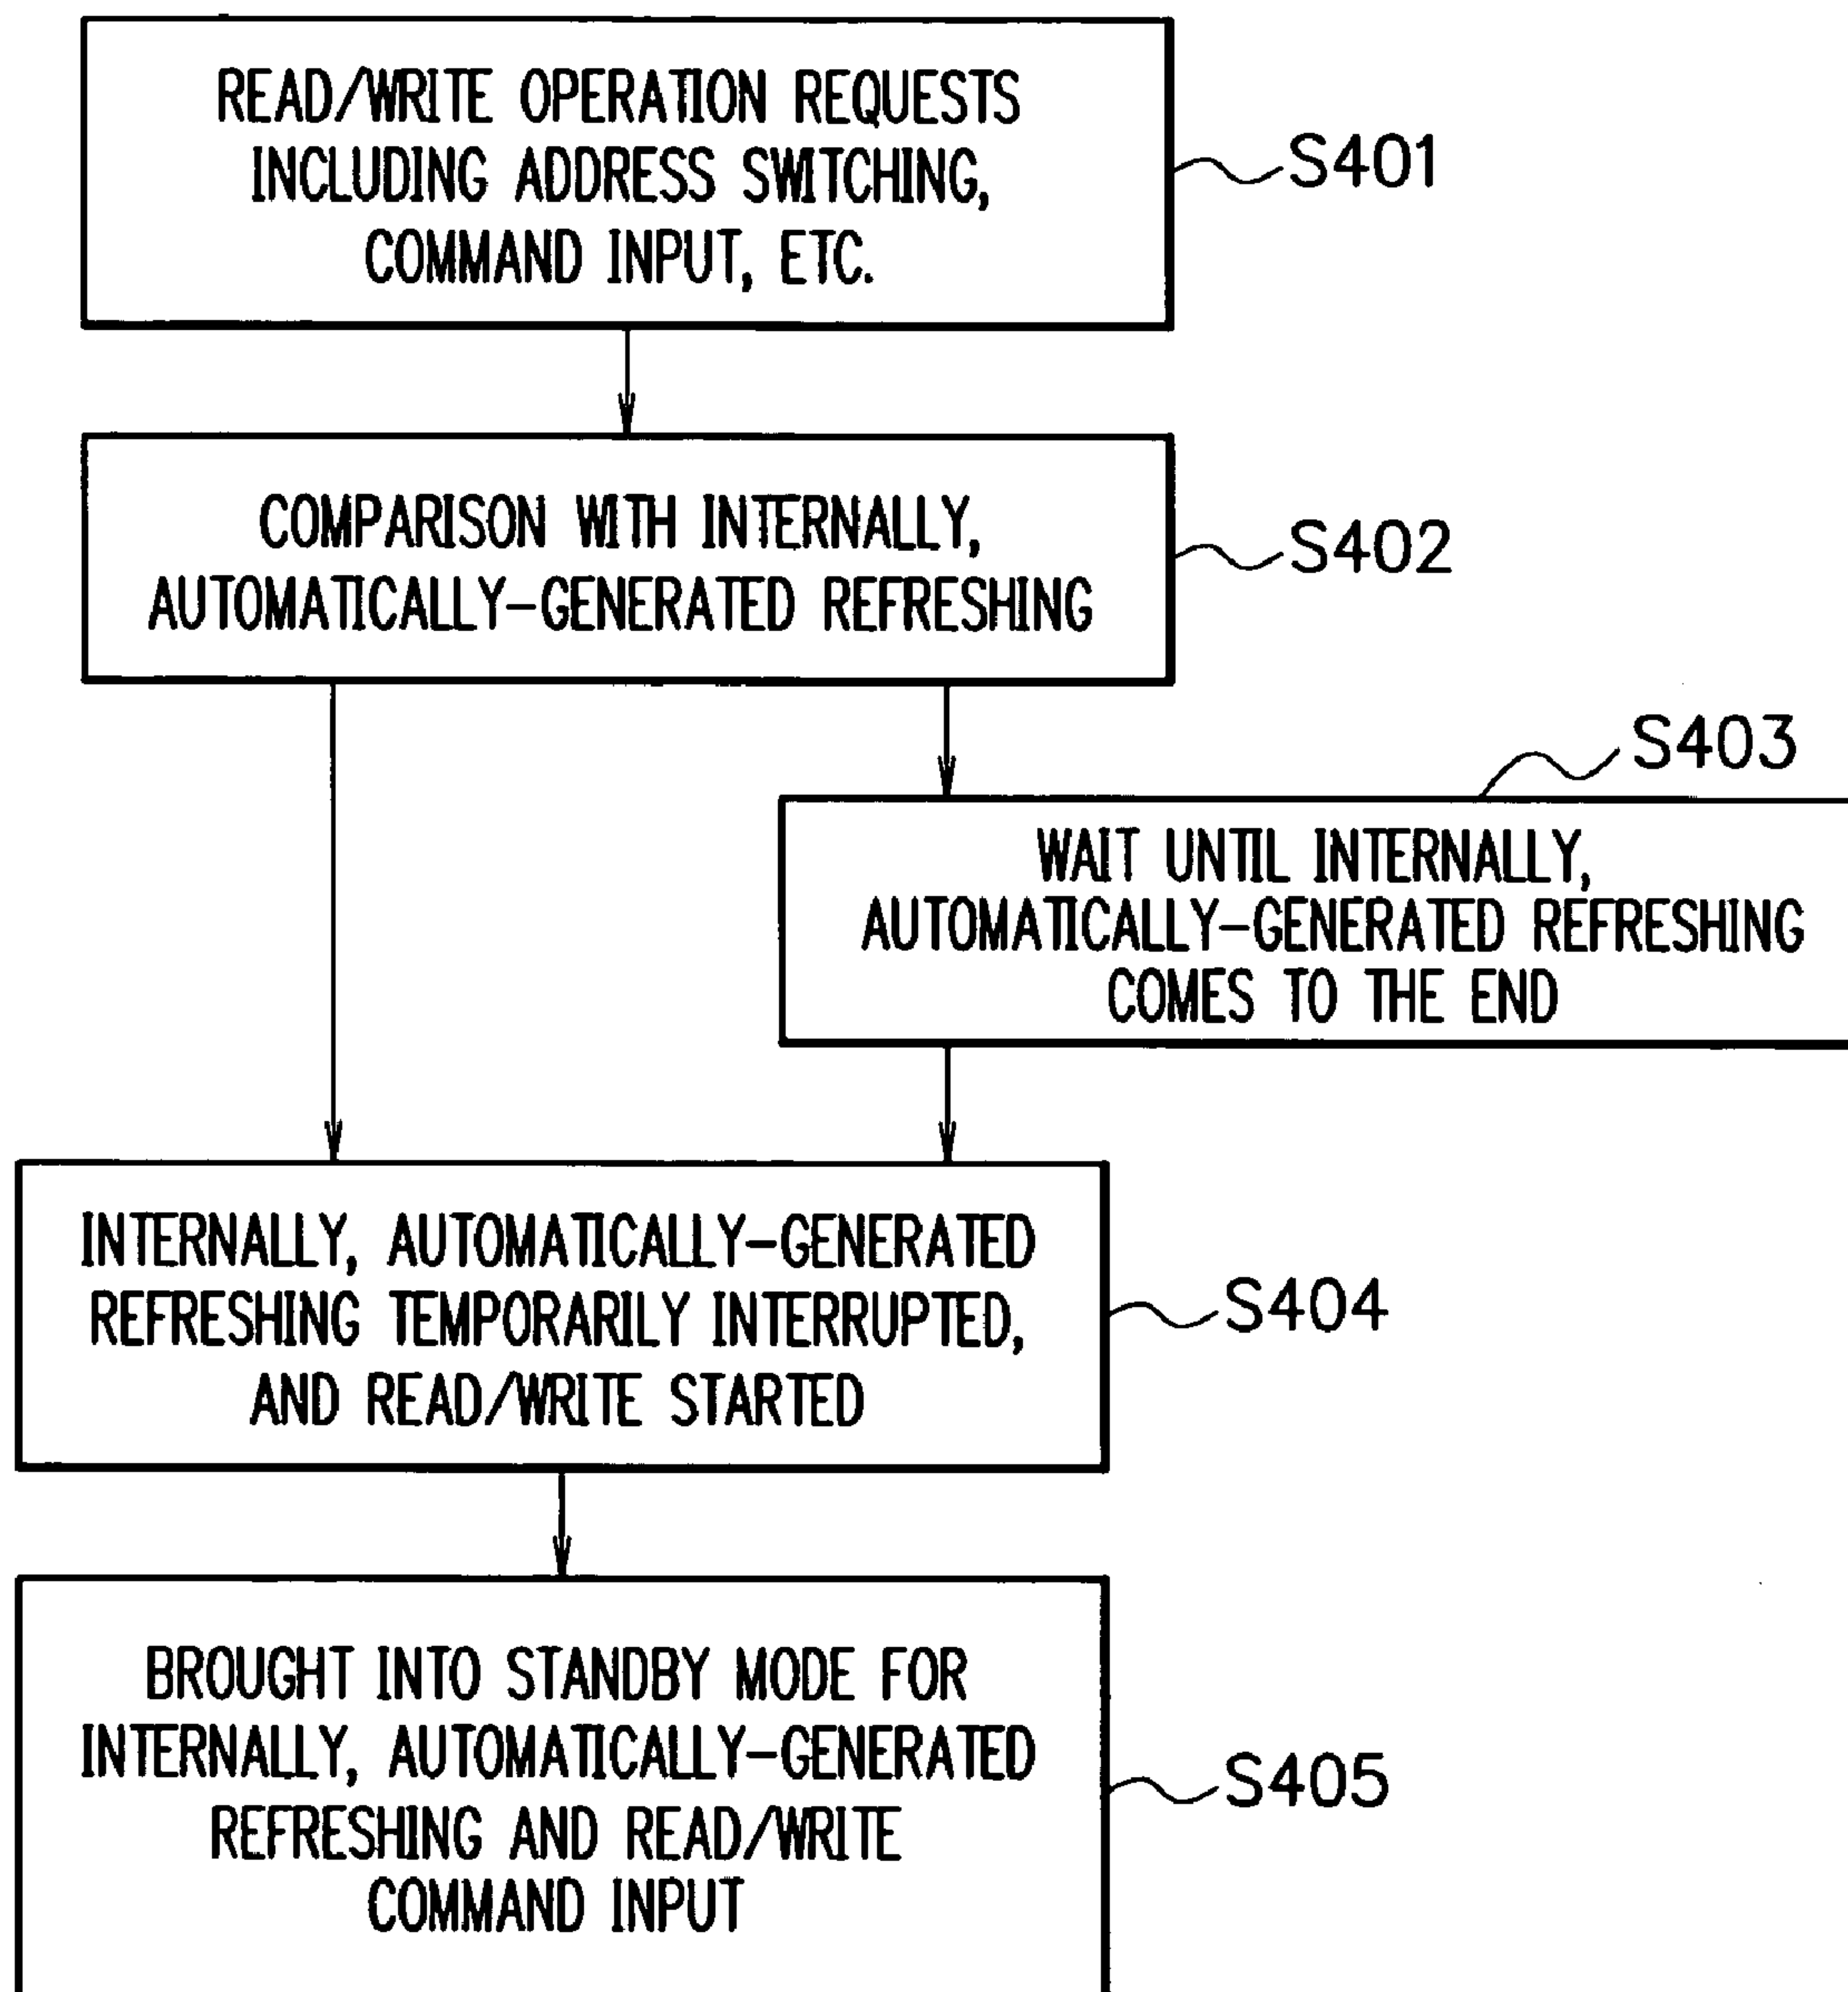 READ/WRITE OPERATION REQUESTS
INCLUDING ADDRESS SWITCHING,
COMMAND INPUT, ETC.
S401
COMPARISON WITH INTERNALLY,
AUTOMATICALLY-GENERATED REFRESHING
S402
S403
WAIT UNTIL INTERNALLY,
AUTOMATICALLY-GENERATED REFRESHING
COMES TO THE END
INTERNALLY, AUTOMATICALLY-GENERATED
REFRESHING TEMPORARILY INTERRUPTED,
AND READ/WRITE STARTED
S404
BROUGHT INTO STANDBY MODE FOR
INTERNALLY, AUTOMATICALLY-GENERATED
REFRESHING AND READ/WRITE
COMMAND INPUT
S405